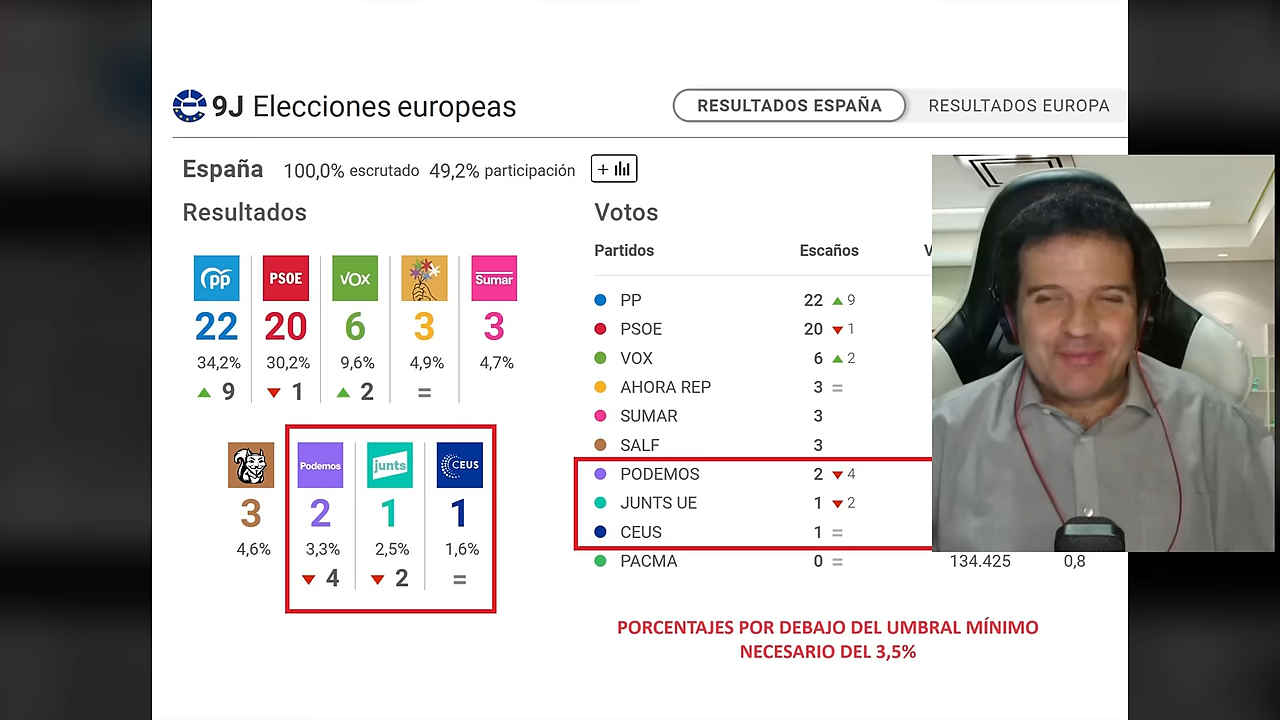 9J Elecciones europeas
RESULTADOS ESPAÑA
RESULTADOS EUROPA
España 100,0% escrutado 49,2% participación +
Resultados
PP PSOE VOX Sumar
22 20 6 3 3
34,2% 30,2% 9,6% 4,9% 4,7%
9 1 2 =
Podemos junts CEUS
3 2 1 1
4,6% 3,3% 2,5% 1,6%
4 2 =
Votos
Partidos Escaños V
PP 22 9
PSOE 20 1
VOX 6 2
AHORA REP 3 =
SUMAR 3
SALF 3
PODEMOS 2 4
JUNTS UE 1 2
CEUS 1 =
PACMA 0 = 134.425 0,8
PORCENTAJES POR DEBAJO DEL UMBRAL MÍNIMO
NECESARIO DEL 3,5%